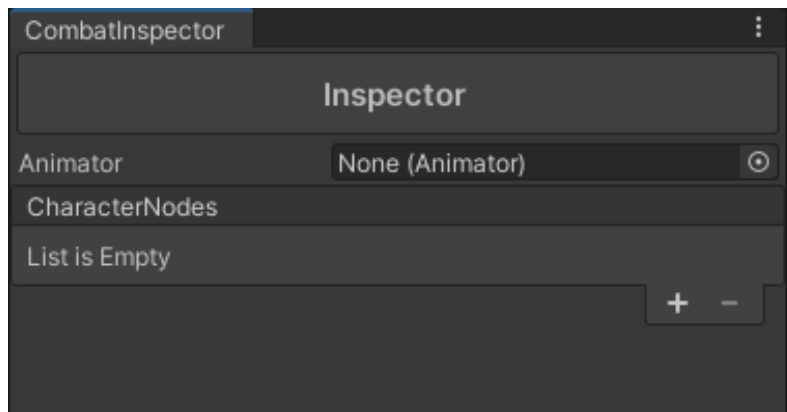 CombatInspector
Inspector
Animator None (Animator)
CharacterNodes
List is Empty
+ −